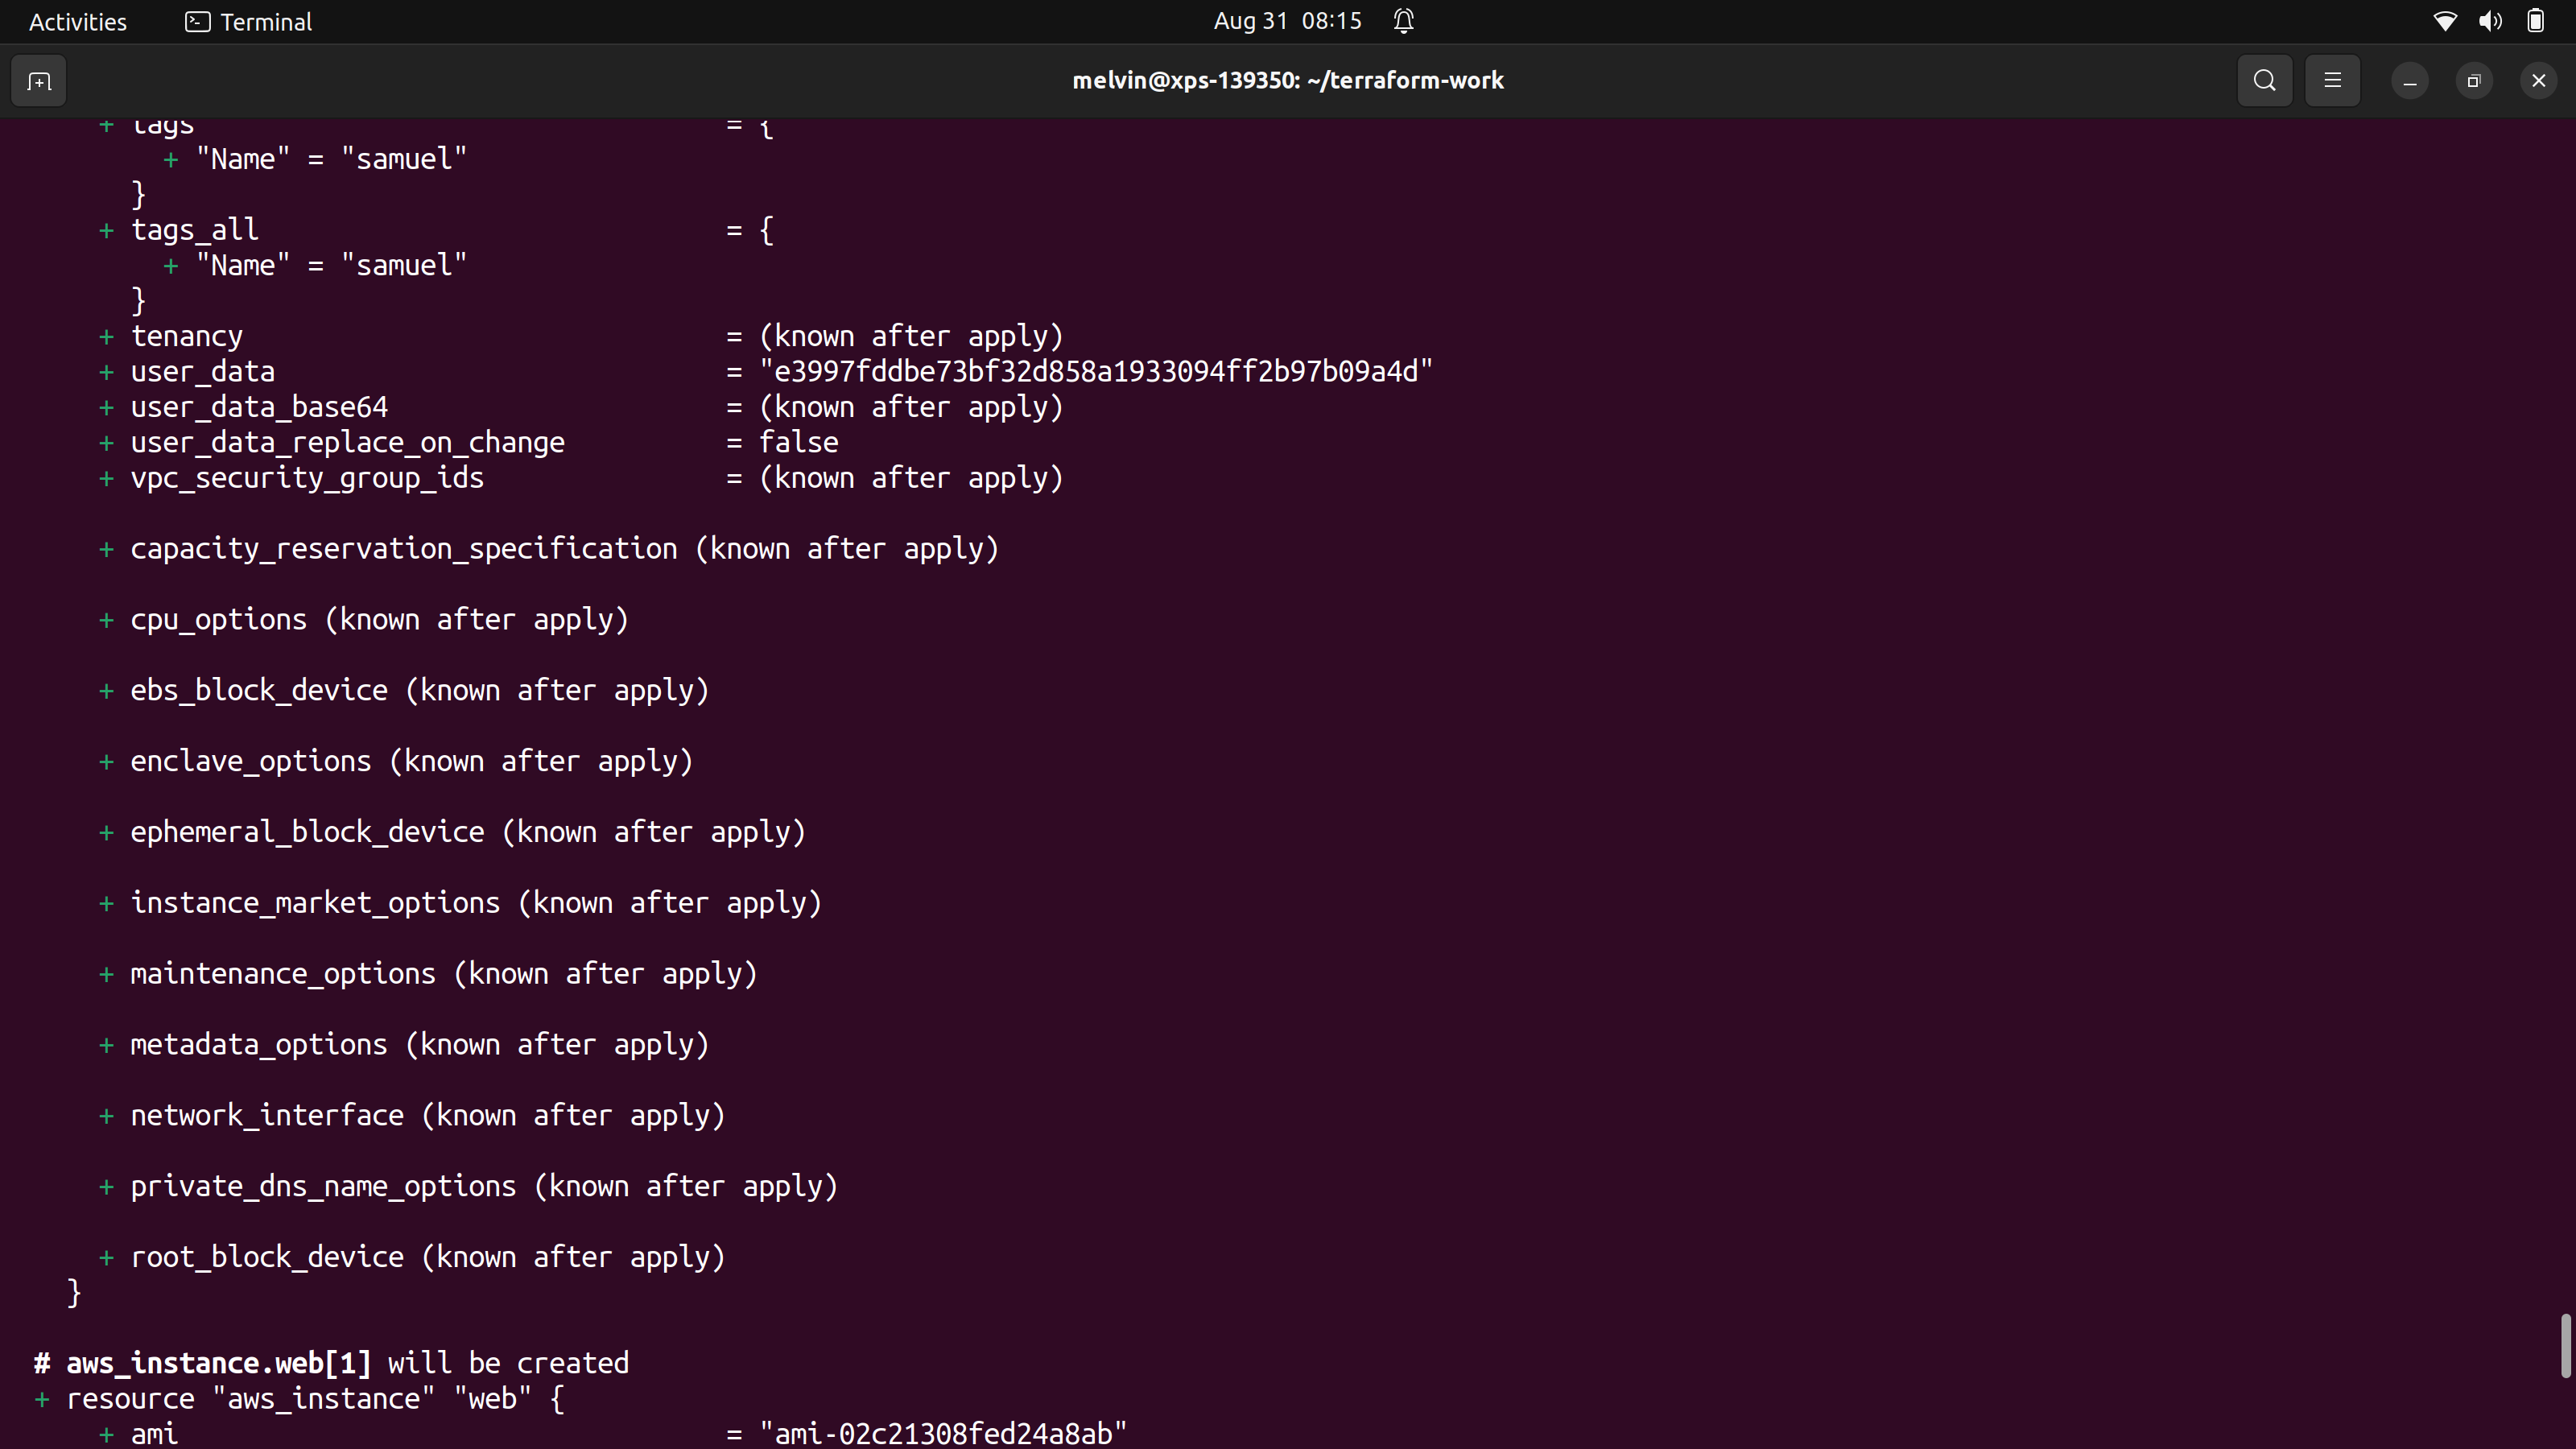 Activities Terminal Aug 31 08:15
melvin@xps-139350: ~/terraform-work
+ tags = {
+ "Name" = "samuel"
}
+ tags_all = {
+ "Name" = "samuel"
}
+ tenancy = (known after apply)
+ user_data = "e3997fddbe73bf32d858a1933094ff2b97b09a4d"
+ user_data_base64 = (known after apply)
+ user_data_replace_on_change = false
+ vpc_security_group_ids = (known after apply)
+ capacity_reservation_specification (known after apply)
+ cpu_options (known after apply)
+ ebs_block_device (known after apply)
+ enclave_options (known after apply)
+ ephemeral_block_device (known after apply)
+ instance_market_options (known after apply)
+ maintenance_options (known after apply)
+ metadata_options (known after apply)
+ network_interface (known after apply)
+ private_dns_name_options (known after apply)
+ root_block_device (known after apply)
}
# aws_instance.web[1] will be created
+ resource "aws_instance" "web" {
+ ami = "ami-02c21308fed24a8ab"